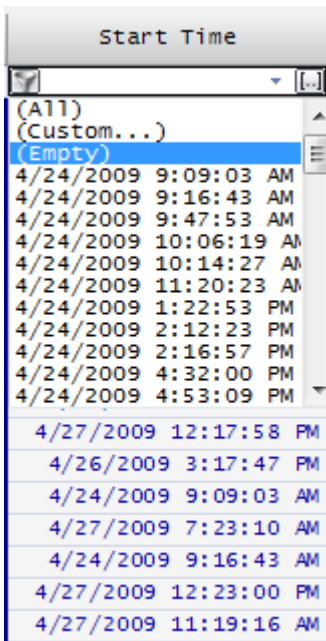 Start Time
[..]
(All)
(Custom...)
(Empty)
4/24/2009 9:09:03 AM
4/24/2009 9:16:43 AM
4/24/2009 9:47:53 AM
4/24/2009 10:06:19 AM
4/24/2009 10:14:27 AM
4/24/2009 11:20:23 AM
4/24/2009 1:22:53 PM
4/24/2009 2:12:23 PM
4/24/2009 2:16:57 PM
4/24/2009 4:32:00 PM
4/24/2009 4:53:09 PM
4/27/2009 12:17:58 PM
4/26/2009 3:17:47 PM
4/24/2009 9:09:03 AM
4/27/2009 7:23:10 AM
4/24/2009 9:16:43 AM
4/27/2009 12:23:00 PM
4/27/2009 11:19:16 AM